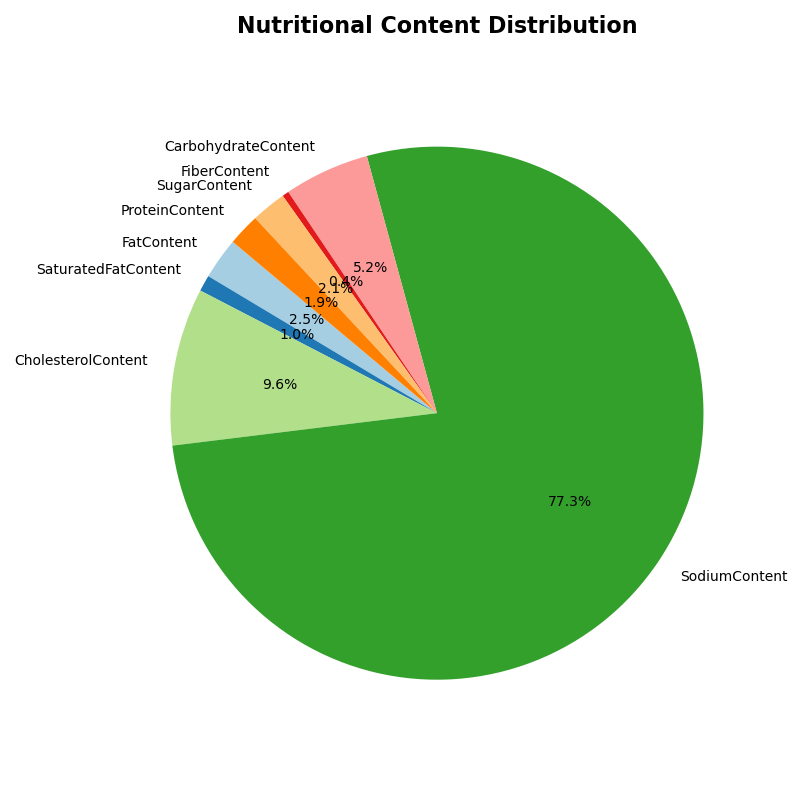 Nutritional Content Distribution
CarbohydrateContent
FiberContent
SugarContent
ProteinContent
FatContent
SaturatedFatContent
CholesterolContent
SodiumContent
5.2%
0.4%
2.1%
1.9%
2.5%
1.0%
9.6%
77.3%